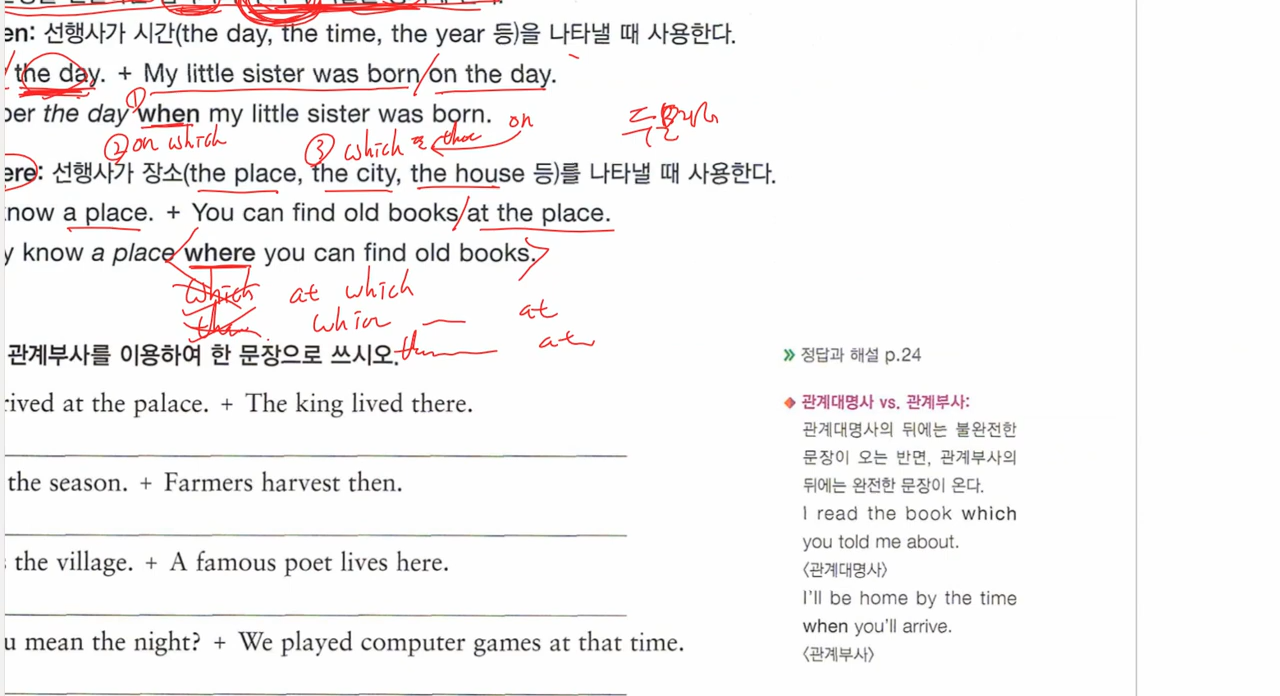 en: 선행사가 시간(the day, the time, the year 등)을 나타낼 때 사용한다.
the day. + My little sister was born/on the day.
ber the day ① when my little sister was born.
on
② on which
③ which
ere: 선행사가 장소(the place, the city, the house 등)를 나타낼 때 사용한다.
know a place. + You can find old books/at the place.
y know a place where you can find old books.
which at which
at
which
at
관계부사를 이용하여 한 문장으로 쓰시오.
rived at the palace. + The king lived there.
the season. + Farmers harvest then.
the village. + A famous poet lives here.
u mean the night? + We played computer games at that time.
» 정답과 해설 p.24
관계대명사 vs. 관계부사:
관계대명사의 뒤에는 불완전한
문장이 오는 반면, 관계부사의
뒤에는 완전한 문장이 온다.
I read the book which
you told me about.
〈관계대명사〉
I'll be home by the time
when you'll arrive.
〈관계부사〉